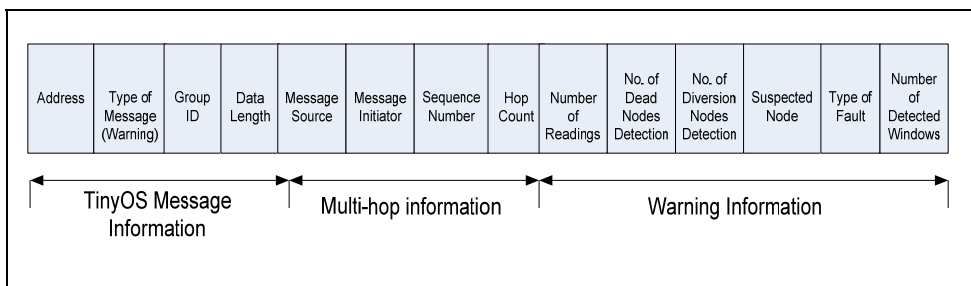 Address
Type of
Message
(Warning)
Group
ID
Data
Length
Message
Source
Message
Initiator
Sequence
Number
Hop
Count
Number
of
Readings
No. of
Dead
Nodes
Detection
No. of
Diversion
Nodes
Detection
Suspected
Node
Type of
Fault
Number
of
Detected
Windows
TinyOS Message
Information
Multi-hop information
Warning Information